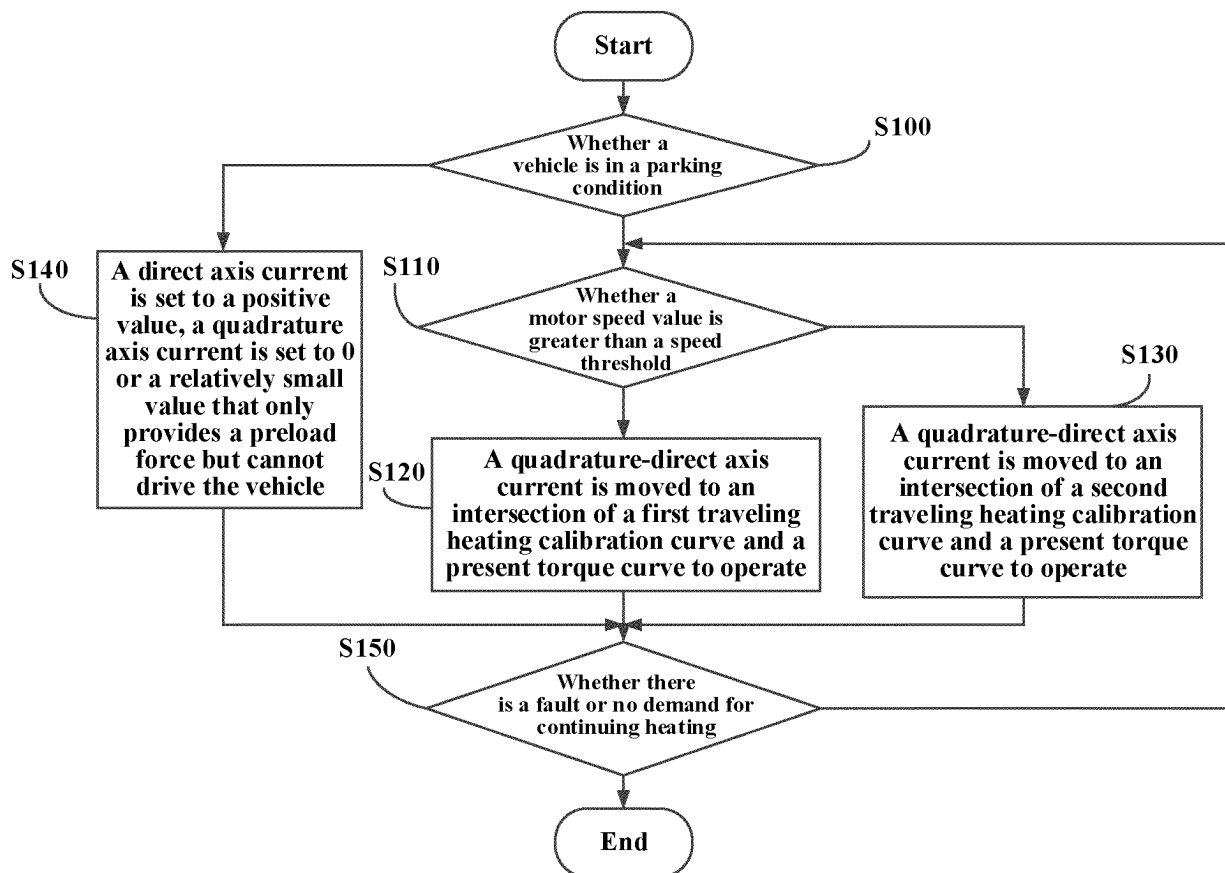 Start
S100
Whether a
vehicle is in a parking
condition
S140
A direct axis current
is set to a positive
value, a quadrature
axis current is set to 0
or a relatively small
value that only
provides a preload
force but cannot
drive the vehicle
S110
Whether a
motor speed value is
greater than a speed
threshold
S130
A quadrature-direct axis
current is moved to an
intersection of a second
traveling heating calibration
curve and a present torque
curve to operate
S120
A quadrature-direct axis
current is moved to an
intersection of a first traveling
heating calibration curve and a
present torque curve to operate
S150
Whether there
is a fault or no demand for
continuing heating
End